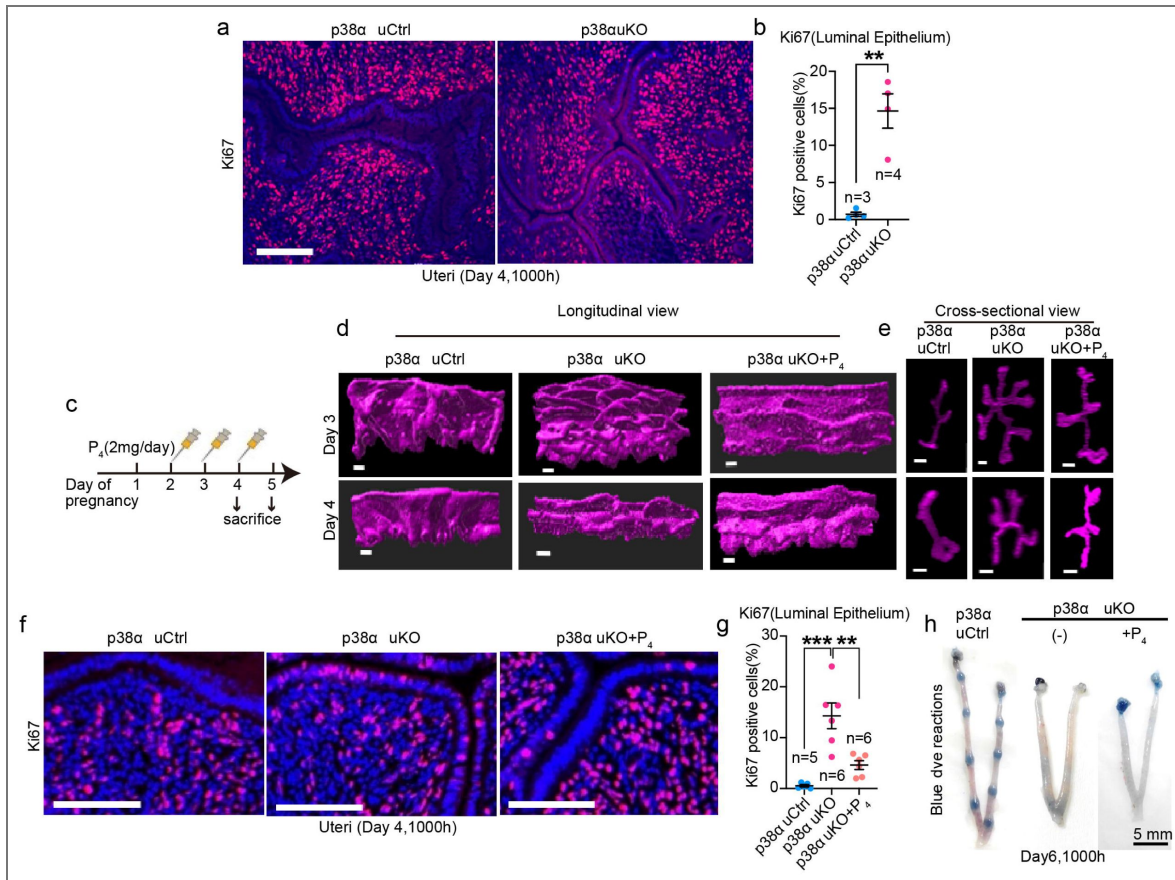 a
p38α uCtrl
p38αuKO
Ki67
Uteri (Day 4,1000h)
b
Ki67(Luminal Epithelium)
**
Ki67 positive cells(%)
20
15
10
5
0
n=3
n=4
p38α uCtrl
p38αuKO
c
P4(2mg/day)
Day of
pregnancy
1 2 3 4 5
sacrifice
d
Longitudinal view
p38α uCtrl
p38α uKO
p38α uKO+P4
Day 3
Day 4
e
Cross-sectional view
p38α
uCtrl
p38α
uKO
p38α
uKO+P4
f
p38α uCtrl
p38α uKO
p38α uKO+P4
Ki67
Uteri (Day 4,1000h)
g
Ki67(Luminal Epithelium)
*** **
Ki67 positive cells(%)
30
20
10
0
n=5
n=6
n=6
p38α uCtrl
p38α uKO
p38α uKO+P4
h
p38α
uCtrl
p38α uKO
(-)
+P4
Blue dye reactions
5 mm
Day6,1000h